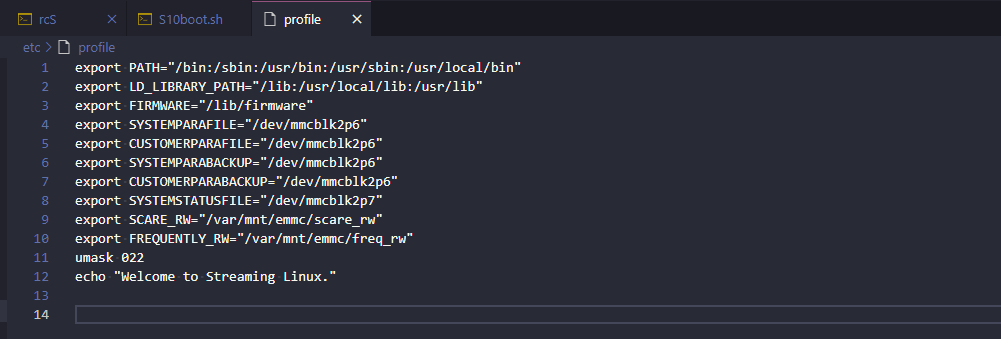 rcS
S10boot.sh
profile
etc > profile
1 export PATH="/bin:/sbin:/usr/bin:/usr/sbin:/usr/local/bin"
2 export LD_LIBRARY_PATH="/lib:/usr/local/lib:/usr/lib"
3 export FIRMWARE="/lib/firmware"
4 export SYSTEMPARAFILE="/dev/mmcblk2p6"
5 export CUSTOMERPARAFILE="/dev/mmcblk2p6"
6 export SYSTEMPARABACKUP="/dev/mmcblk2p6"
7 export CUSTOMERPARABACKUP="/dev/mmcblk2p6"
8 export SYSTEMSTATUSFILE="/dev/mmcblk2p7"
9 export SCARE_RW="/var/mnt/emmc/scare_rw"
10 export FREQUENTLY_RW="/var/mnt/emmc/freq_rw"
11 umask 022
12 echo "Welcome to Streaming Linux."
13
14